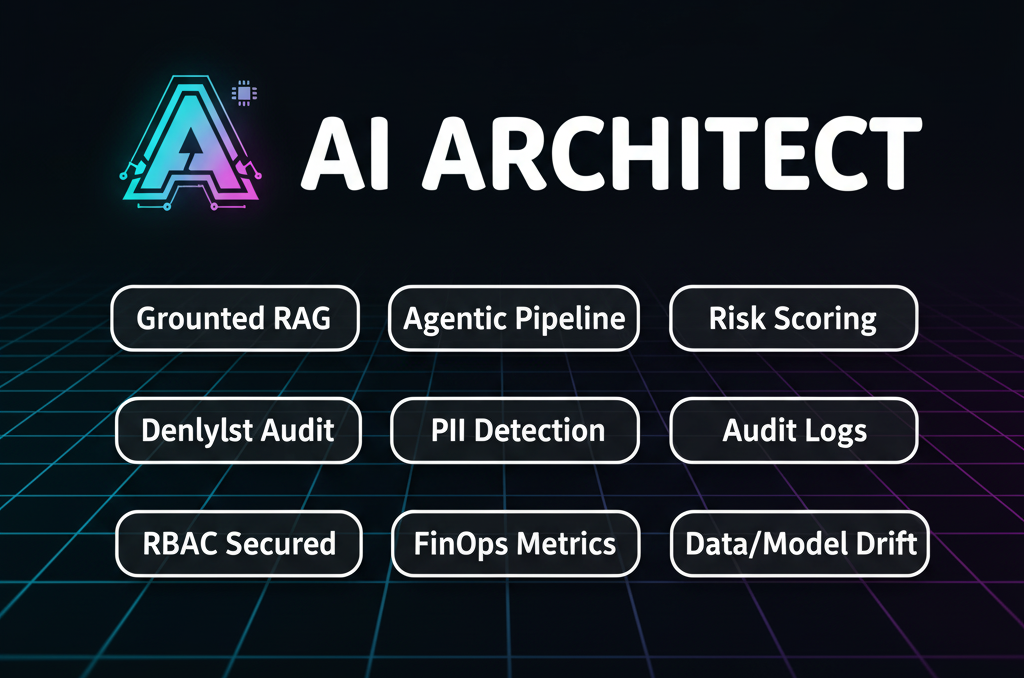 AI ARCHITECT
Grounted RAG
Agentic Pipeline
Risk Scoring
Denlylst Audit
PII Detection
Audit Logs
RBAC Secured
FinOps Metrics
Data/Model Drift